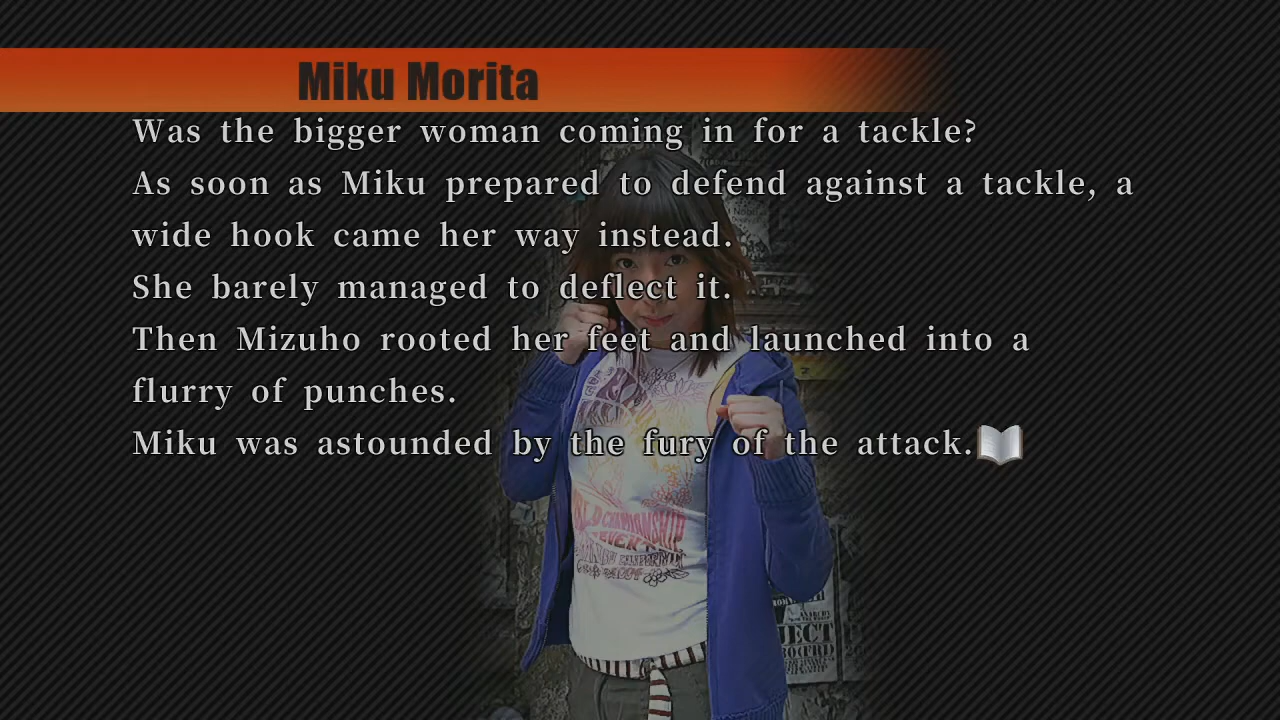 Miku Morita
Was the bigger woman coming in for a tackle?
As soon as Miku prepared to defend against a tackle, a
wide hook came her way instead.
She barely managed to deflect it.
Then Mizuho rooted her feet and launched into a
flurry of punches.
Miku was astounded by the fury of the attack.